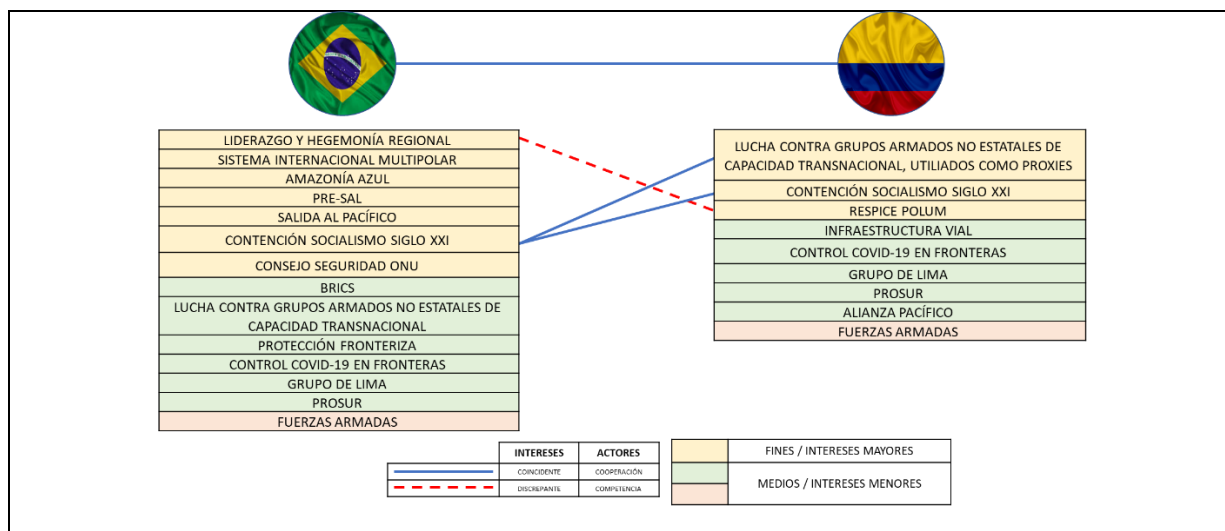 LIDERAZGO Y HEGEMONÍA REGIONAL
SISTEMA INTERNACIONAL MULTIPOLAR
AMAZONÍA AZUL
PRE-SAL
SALIDA AL PACÍFICO
CONTENCIÓN SOCIALISMO SIGLO XXI
CONSEJO SEGURIDAD ONU
BRICS
LUCHA CONTRA GRUPOS ARMADOS NO ESTATALES DE
CAPACIDAD TRANSNACIONAL
PROTECCIÓN FRONTERIZA
CONTROL COVID-19 EN FRONTERAS
GRUPO DE LIMA
PROSUR
FUERZAS ARMADAS
LUCHA CONTRA GRUPOS ARMADOS NO ESTATALES DE
CAPACIDAD TRANSNACIONAL, UTILIADOS COMO PROXIES
CONTENCIÓN SOCIALISMO SIGLO XXI
RESPICE POLUM
INFRAESTRUCTURA VIAL
CONTROL COVID-19 EN FRONTERAS
GRUPO DE LIMA
PROSUR
ALIANZA PACÍFICO
FUERZAS ARMADAS
INTERESES ACTORES
COINCIDENTE COOPERACIÓN
DISCREPANTE COMPETENCIA
FINES / INTERESES MAYORES
MEDIOS / INTERESES MENORES